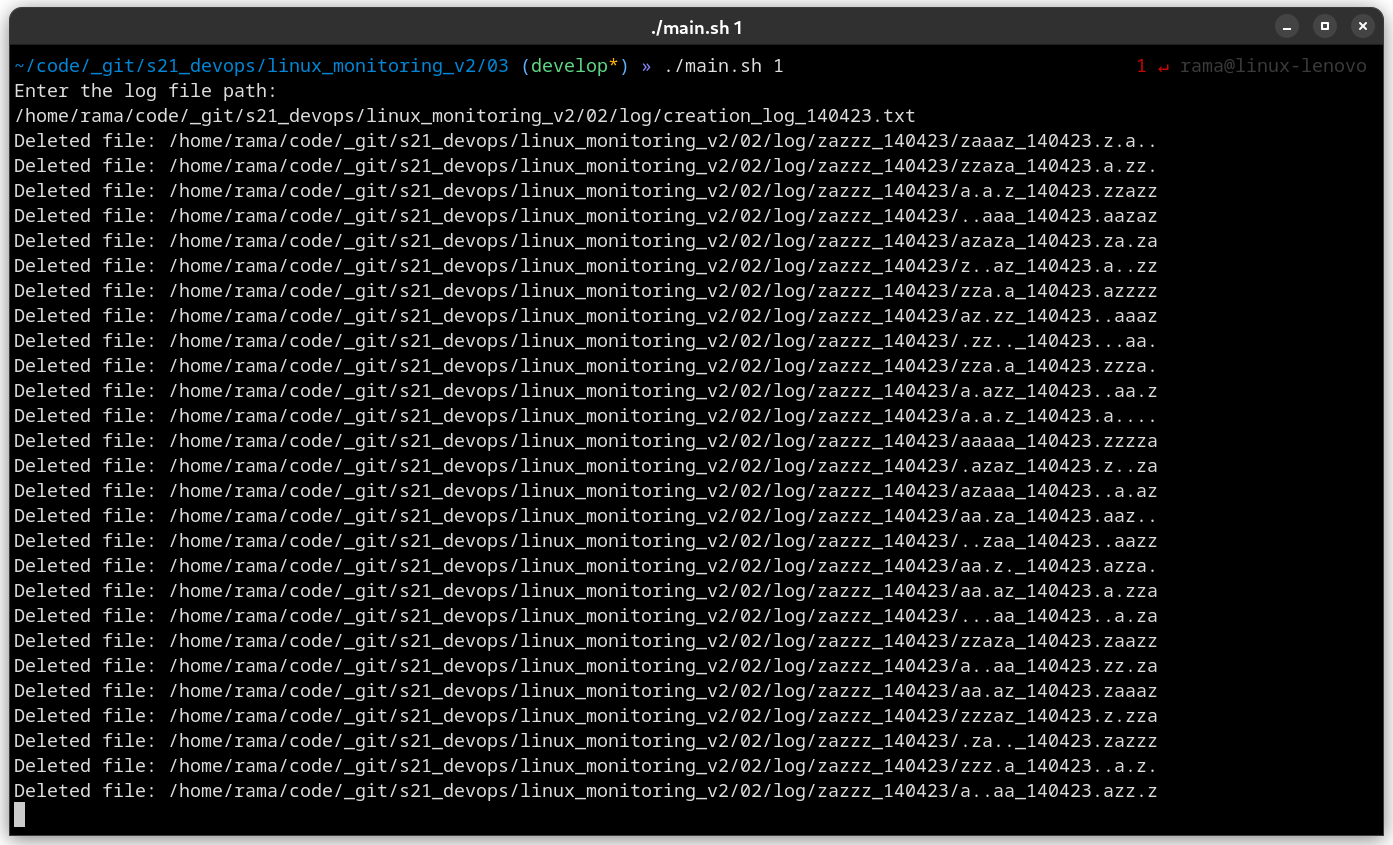 ./main.sh 1
~/code/_git/s21_devops/linux_monitoring_v2/03 (develop*) » ./main.sh 1 1 ↵ rama@linux-lenovo
Enter the log file path:
/home/rama/code/_git/s21_devops/linux_monitoring_v2/02/log/creation_log_140423.txt
Deleted file: /home/rama/code/_git/s21_devops/linux_monitoring_v2/02/log/zazzz_140423/zaaaz_140423.z.a..
Deleted file: /home/rama/code/_git/s21_devops/linux_monitoring_v2/02/log/zazzz_140423/zzaza_140423.a.zz.
Deleted file: /home/rama/code/_git/s21_devops/linux_monitoring_v2/02/log/zazzz_140423/a.a.z_140423.zzazz
Deleted file: /home/rama/code/_git/s21_devops/linux_monitoring_v2/02/log/zazzz_140423/..aaa_140423.aazaz
Deleted file: /home/rama/code/_git/s21_devops/linux_monitoring_v2/02/log/zazzz_140423/azaza_140423.za.za
Deleted file: /home/rama/code/_git/s21_devops/linux_monitoring_v2/02/log/zazzz_140423/z..az_140423.a..zz
Deleted file: /home/rama/code/_git/s21_devops/linux_monitoring_v2/02/log/zazzz_140423/zza.a_140423.azzzz
Deleted file: /home/rama/code/_git/s21_devops/linux_monitoring_v2/02/log/zazzz_140423/az.zz_140423..aaaz
Deleted file: /home/rama/code/_git/s21_devops/linux_monitoring_v2/02/log/zazzz_140423/.zz.._140423...aa.
Deleted file: /home/rama/code/_git/s21_devops/linux_monitoring_v2/02/log/zazzz_140423/zza.a_140423.zzza.
Deleted file: /home/rama/code/_git/s21_devops/linux_monitoring_v2/02/log/zazzz_140423/a.azz_140423..aa.z
Deleted file: /home/rama/code/_git/s21_devops/linux_monitoring_v2/02/log/zazzz_140423/a.a.z_140423.a....
Deleted file: /home/rama/code/_git/s21_devops/linux_monitoring_v2/02/log/zazzz_140423/aaaaa_140423.zzzza
Deleted file: /home/rama/code/_git/s21_devops/linux_monitoring_v2/02/log/zazzz_140423/.azaz_140423.z..za
Deleted file: /home/rama/code/_git/s21_devops/linux_monitoring_v2/02/log/zazzz_140423/azaaa_140423..a.az
Deleted file: /home/rama/code/_git/s21_devops/linux_monitoring_v2/02/log/zazzz_140423/aa.za_140423.aaz..
Deleted file: /home/rama/code/_git/s21_devops/linux_monitoring_v2/02/log/zazzz_140423/..zaa_140423..aazz
Deleted file: /home/rama/code/_git/s21_devops/linux_monitoring_v2/02/log/zazzz_140423/aa.z._140423.azza.
Deleted file: /home/rama/code/_git/s21_devops/linux_monitoring_v2/02/log/zazzz_140423/aa.az_140423.a.zza
Deleted file: /home/rama/code/_git/s21_devops/linux_monitoring_v2/02/log/zazzz_140423/...aa_140423..a.za
Deleted file: /home/rama/code/_git/s21_devops/linux_monitoring_v2/02/log/zazzz_140423/zzaza_140423.zaazz
Deleted file: /home/rama/code/_git/s21_devops/linux_monitoring_v2/02/log/zazzz_140423/a..aa_140423.zz.za
Deleted file: /home/rama/code/_git/s21_devops/linux_monitoring_v2/02/log/zazzz_140423/aa.az_140423.zaaaz
Deleted file: /home/rama/code/_git/s21_devops/linux_monitoring_v2/02/log/zazzz_140423/zzzaz_140423.z.zza
Deleted file: /home/rama/code/_git/s21_devops/linux_monitoring_v2/02/log/zazzz_140423/.za.._140423.zazzz
Deleted file: /home/rama/code/_git/s21_devops/linux_monitoring_v2/02/log/zazzz_140423/zzz.a_140423..a.z.
Deleted file: /home/rama/code/_git/s21_devops/linux_monitoring_v2/02/log/zazzz_140423/a..aa_140423.azz.z